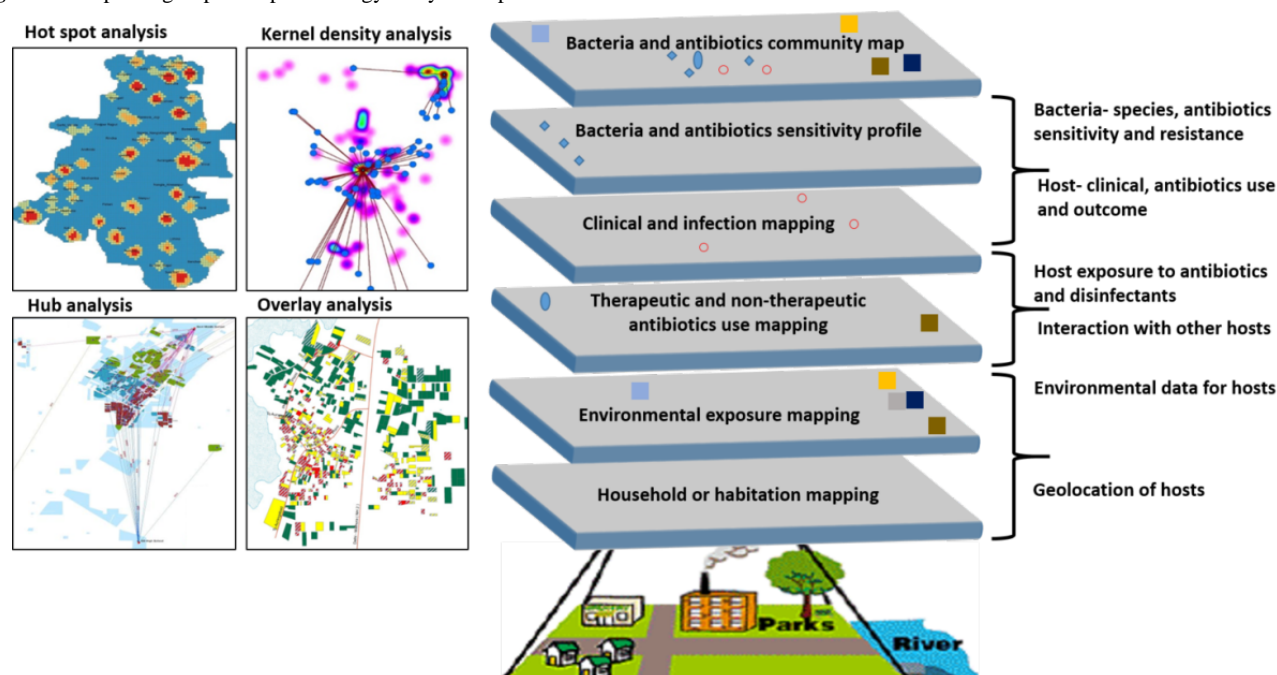 Hot spot analysis
Kernel density analysis
Hub analysis
Overlay analysis
Bacteria and antibiotics community map
Bacteria and antibiotics sensitivity profile
Clinical and infection mapping
Therapeutic and non-therapeutic
antibiotics use mapping
Environmental exposure mapping
Household or habitation mapping
Bacteria- species, antibiotics
sensitivity and resistance
Host- clinical, antibiotics use
and outcome
Host exposure to antibiotics
and disinfectants
Interaction with other hosts
Environmental data for hosts
Geolocation of hosts
Parks
River